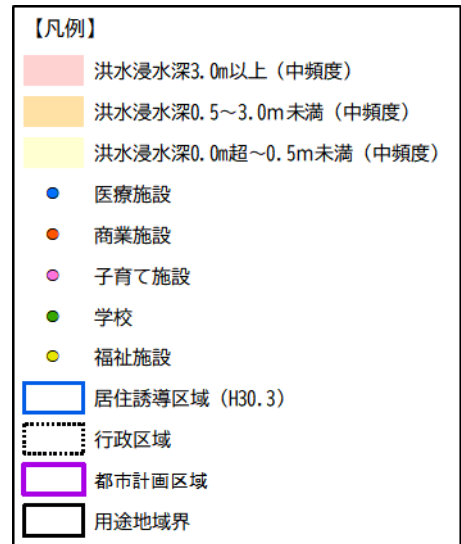 【凡例】
洪水浸水深3.0m以上（中頻度）
洪水浸水深0.5～3.0m未満（中頻度）
洪水浸水深0.0m超～0.5m未満（中頻度）
医療施設
商業施設
子育て施設
学校
福祉施設
居住誘導区域（H30.3）
行政区域
都市計画区域
用途地域界